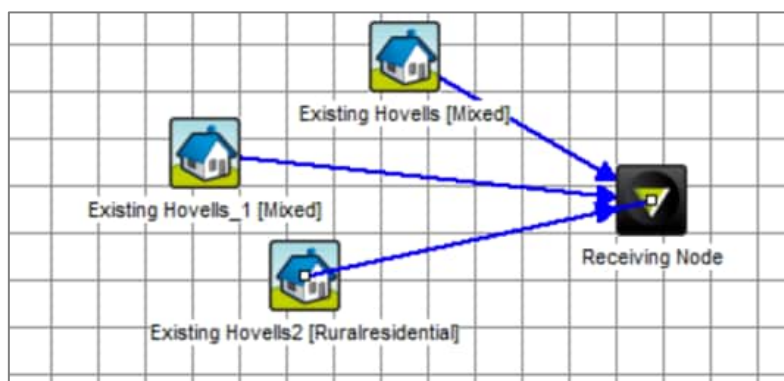 Existing Hovells [Mixed]
Existing Hovells_1 [Mixed]
Receiving Node
Existing Hovells2 [Ruralresidential]